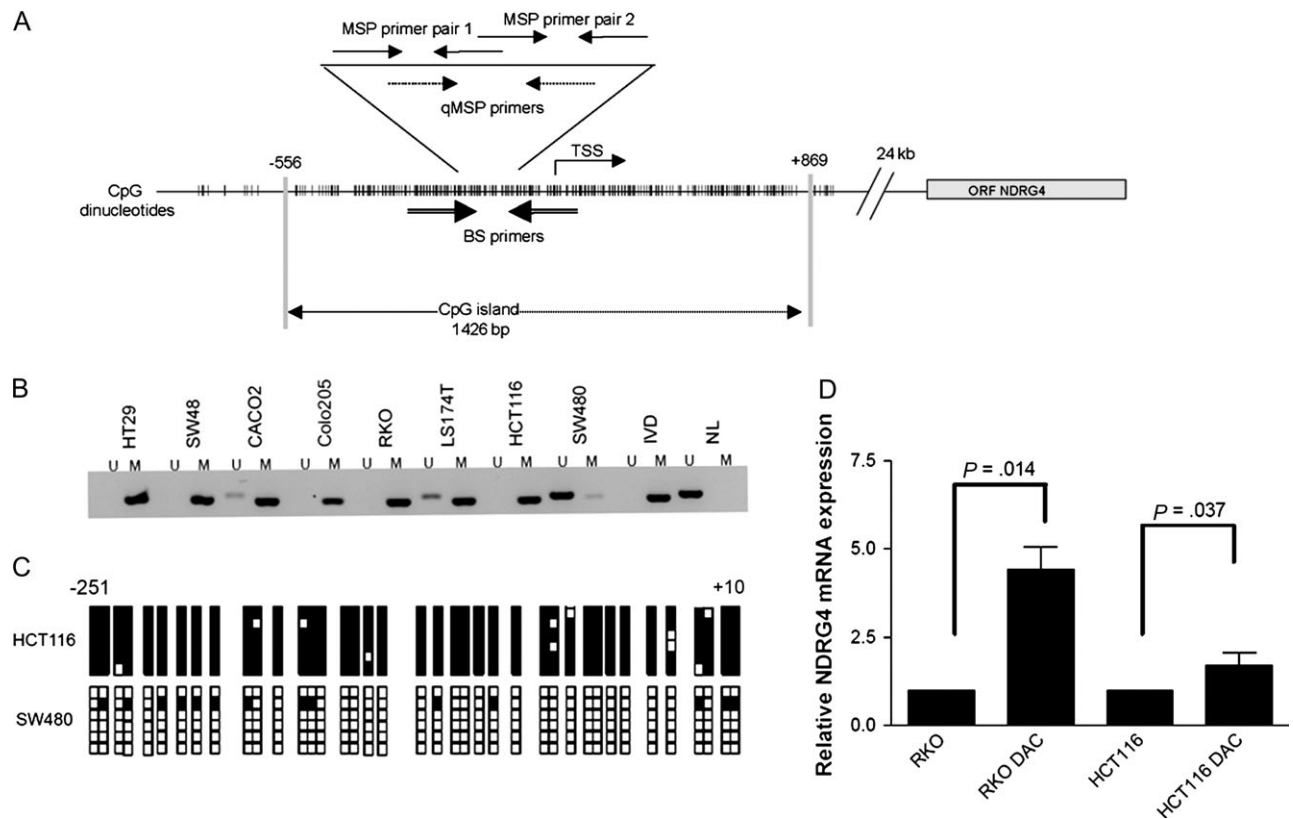 A
MSP primer pair 1
MSP primer pair 2
qMSP primers
-556
TSS
+869
24 kb
CpG
dinucleotides
ORF NDRG4
BS primers
CpG island
1426 bp
B
HT29
SW48
CACO2
Colo205
RKO
LS174T
HCT116
SW480
IVD
NL
U M U M U M U M U M U M U M U M U M U M
C
-251
+10
HCT116
SW480
D
Relative NDRG4 mRNA expression
7.5
5.0
2.5
0.0
P = .014
P = .037
RKO
RKO DAC
HCT116
HCT116 DAC